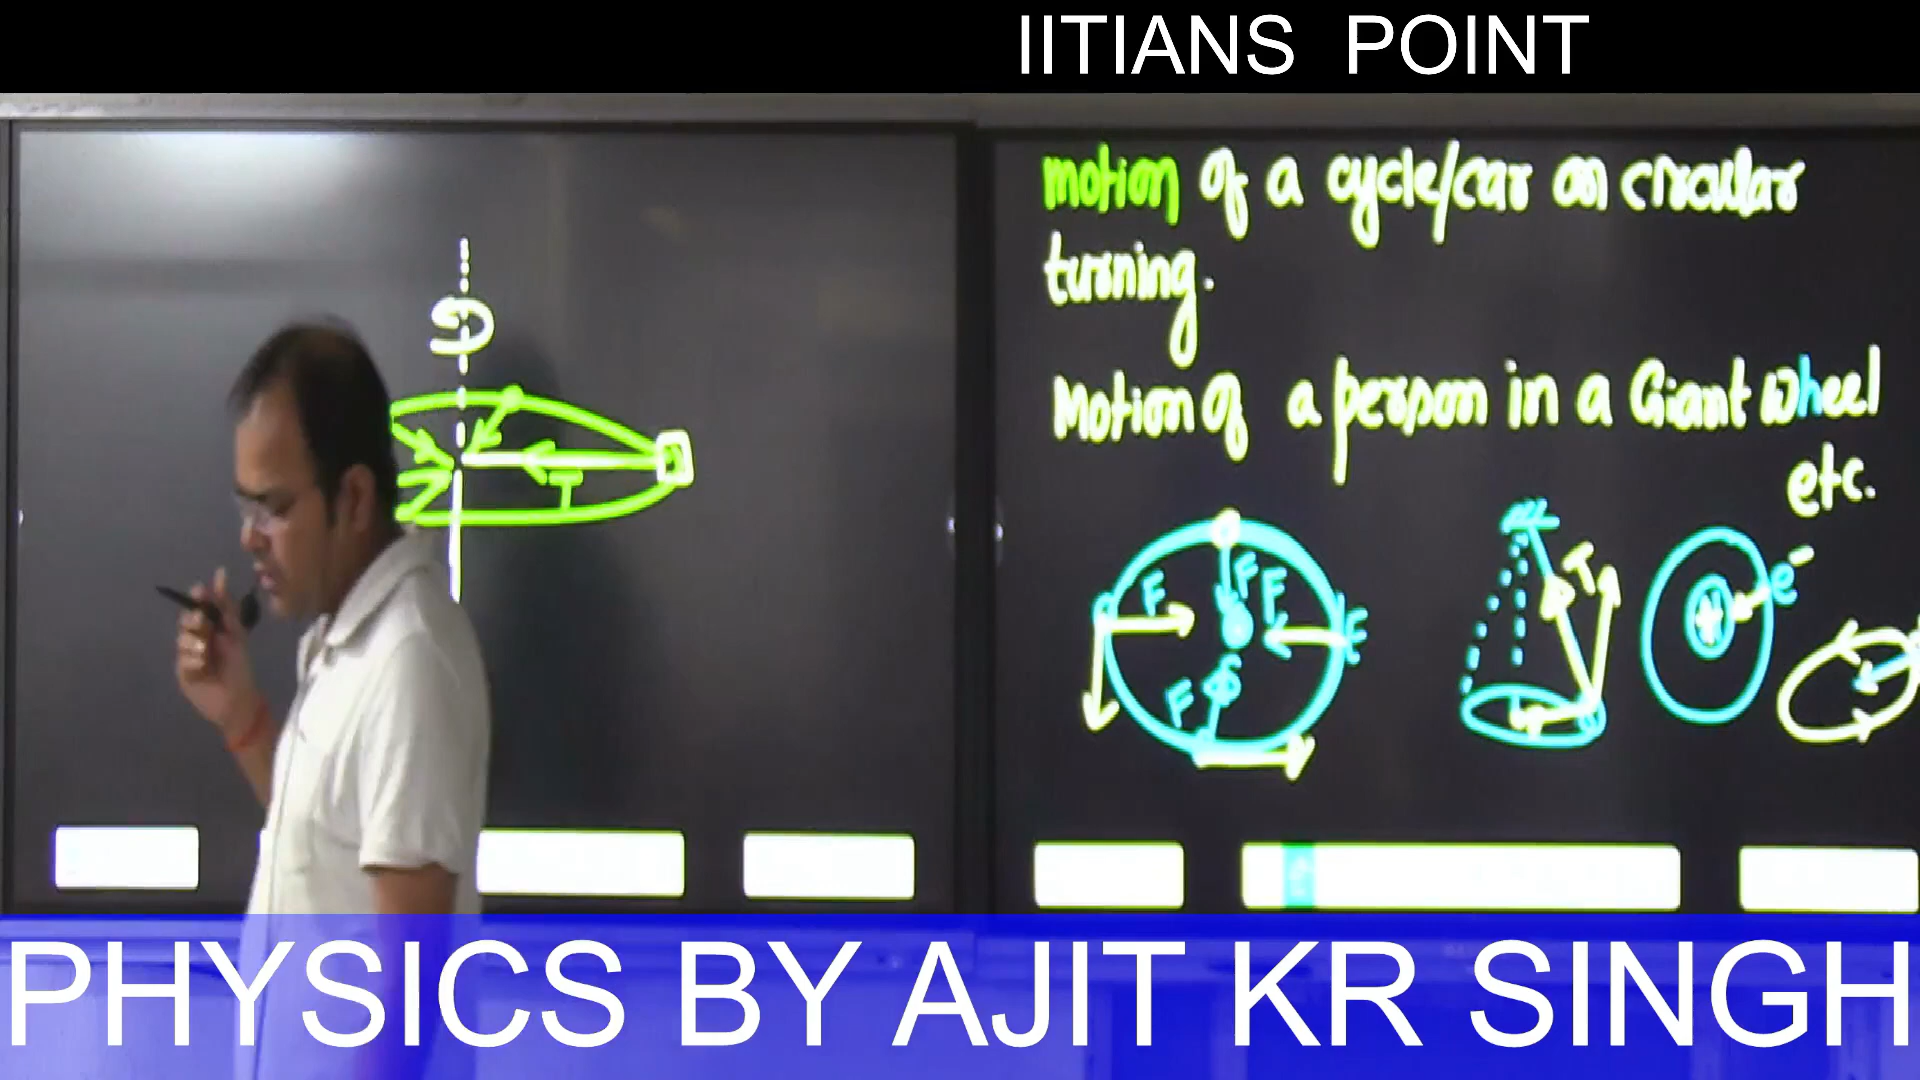 IITIANS POINT
motion of a cycle/car on circular
turning.
Motion of a person in a Giant Wheel
etc.
T
F
F
F
F
T
N
e⁻
PHYSICS BY AJIT KR SINGH